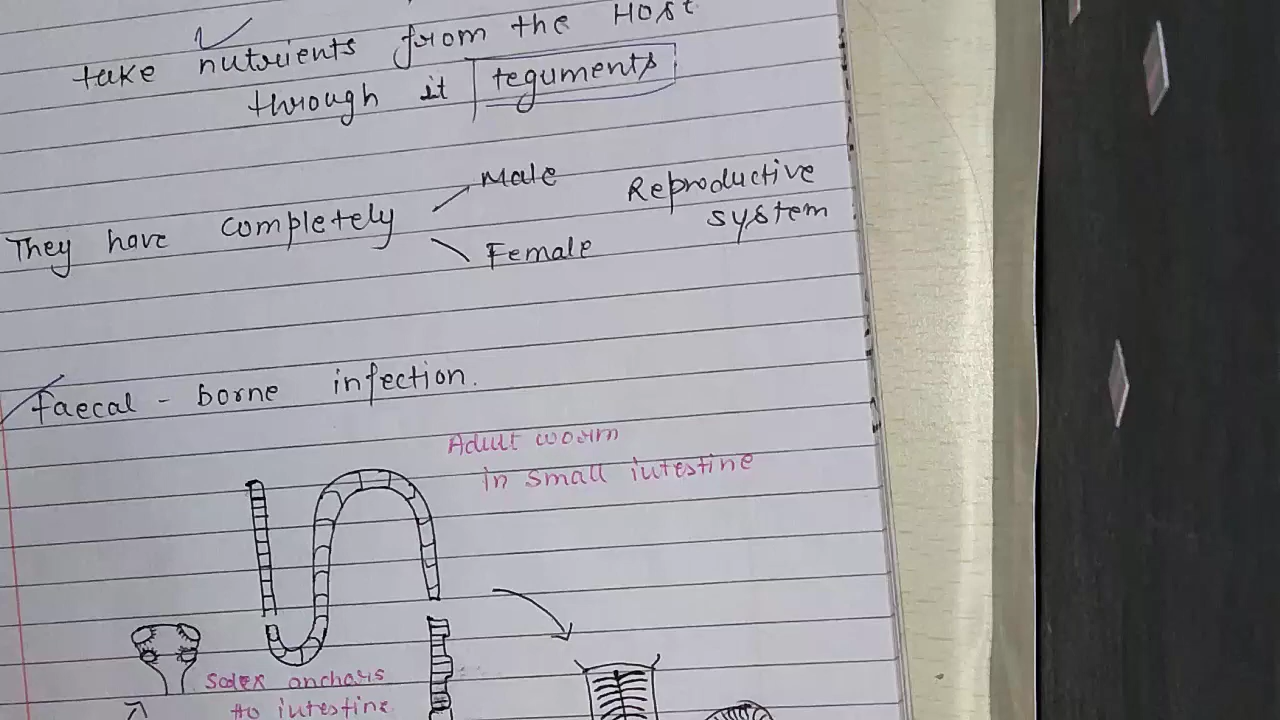 take nutrients from the Host
through it teguments
They have completely Male Reproductive
Female system
Faecal - borne infection.
Adult worm
in small intestine
Solex anchors
to intestine